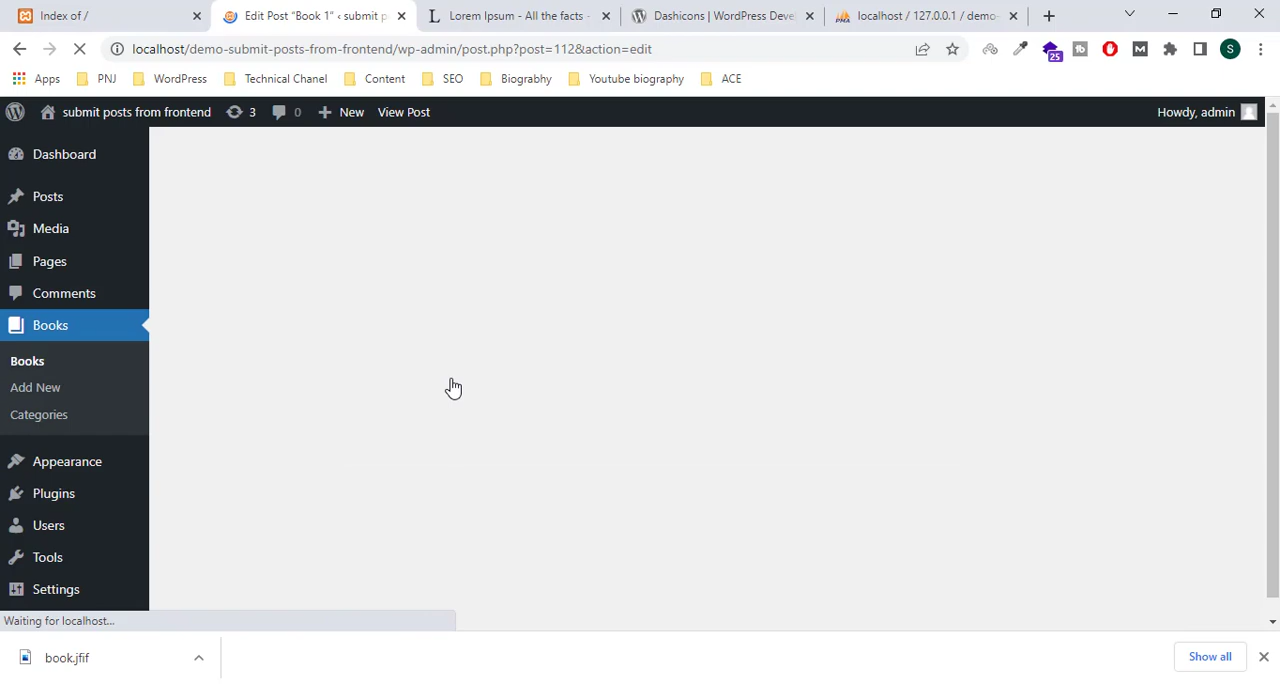 Index of /
Edit Post "Book 1" ‹ submit p
Lorem Ipsum - All the facts -
Dashicons | WordPress Deve
localhost / 127.0.0.1 / demo-
localhost/demo-submit-posts-from-frontend/wp-admin/post.php?post=112&action=edit
25
S
Apps
PNJ
WordPress
Technical Chanel
Content
SEO
Biograbhy
Youtube biography
ACE
submit posts from frontend
3
0
New
View Post
Howdy, admin
Dashboard
Posts
Media
Pages
Comments
Books
Books
Add New
Categories
Appearance
Plugins
Users
Tools
Settings
Waiting for localhost...
book.jfif
Show all